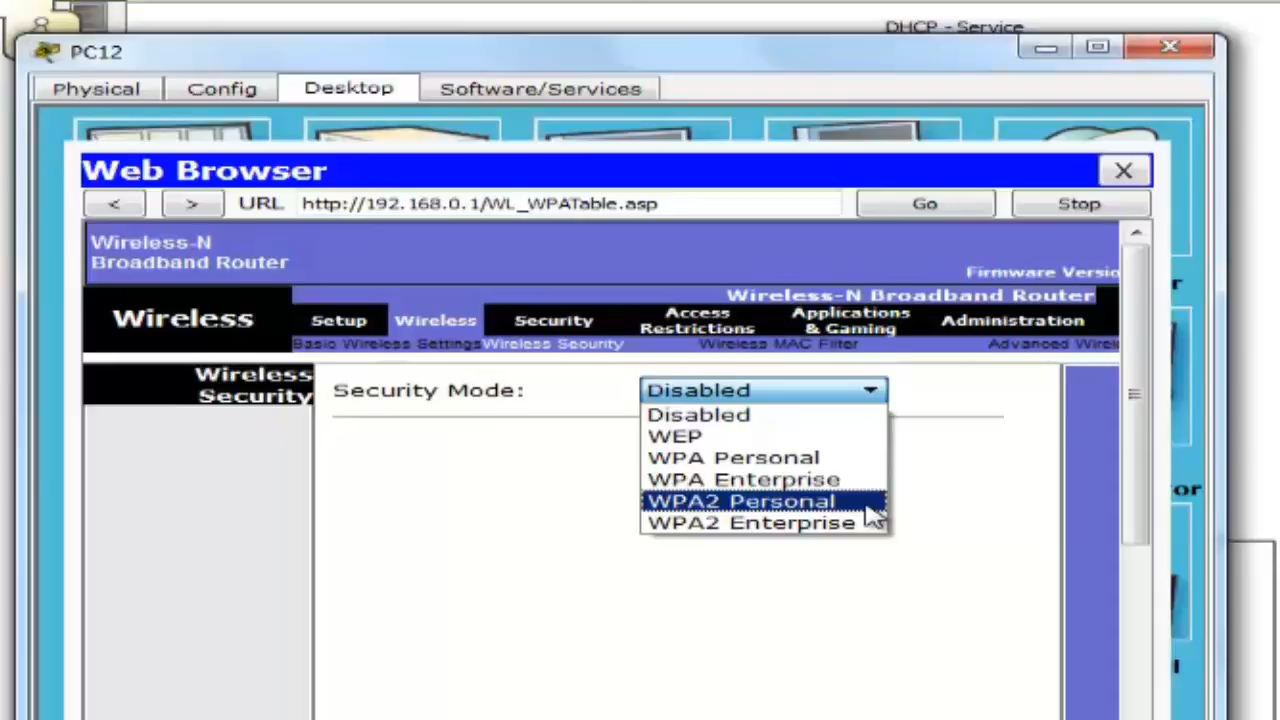 DHCP - Service
PC12
Physical Config Desktop Software/Services
Web Browser X
< > URL http://192.168.0.1/WL_WPATable.asp Go Stop
Wireless-N
Broadband Router
Firmware Versio
Wireless-N Broadband Router
Wireless Setup Wireless Security Access Restrictions Applications & Gaming Administration
Basic Wireless Settings Wireless Security Wireless MAC Filter Advanced Wirel
Wireless
Security
Security Mode: Disabled
Disabled
WEP
WPA Personal
WPA Enterprise
WPA2 Personal
WPA2 Enterprise
r
or
l